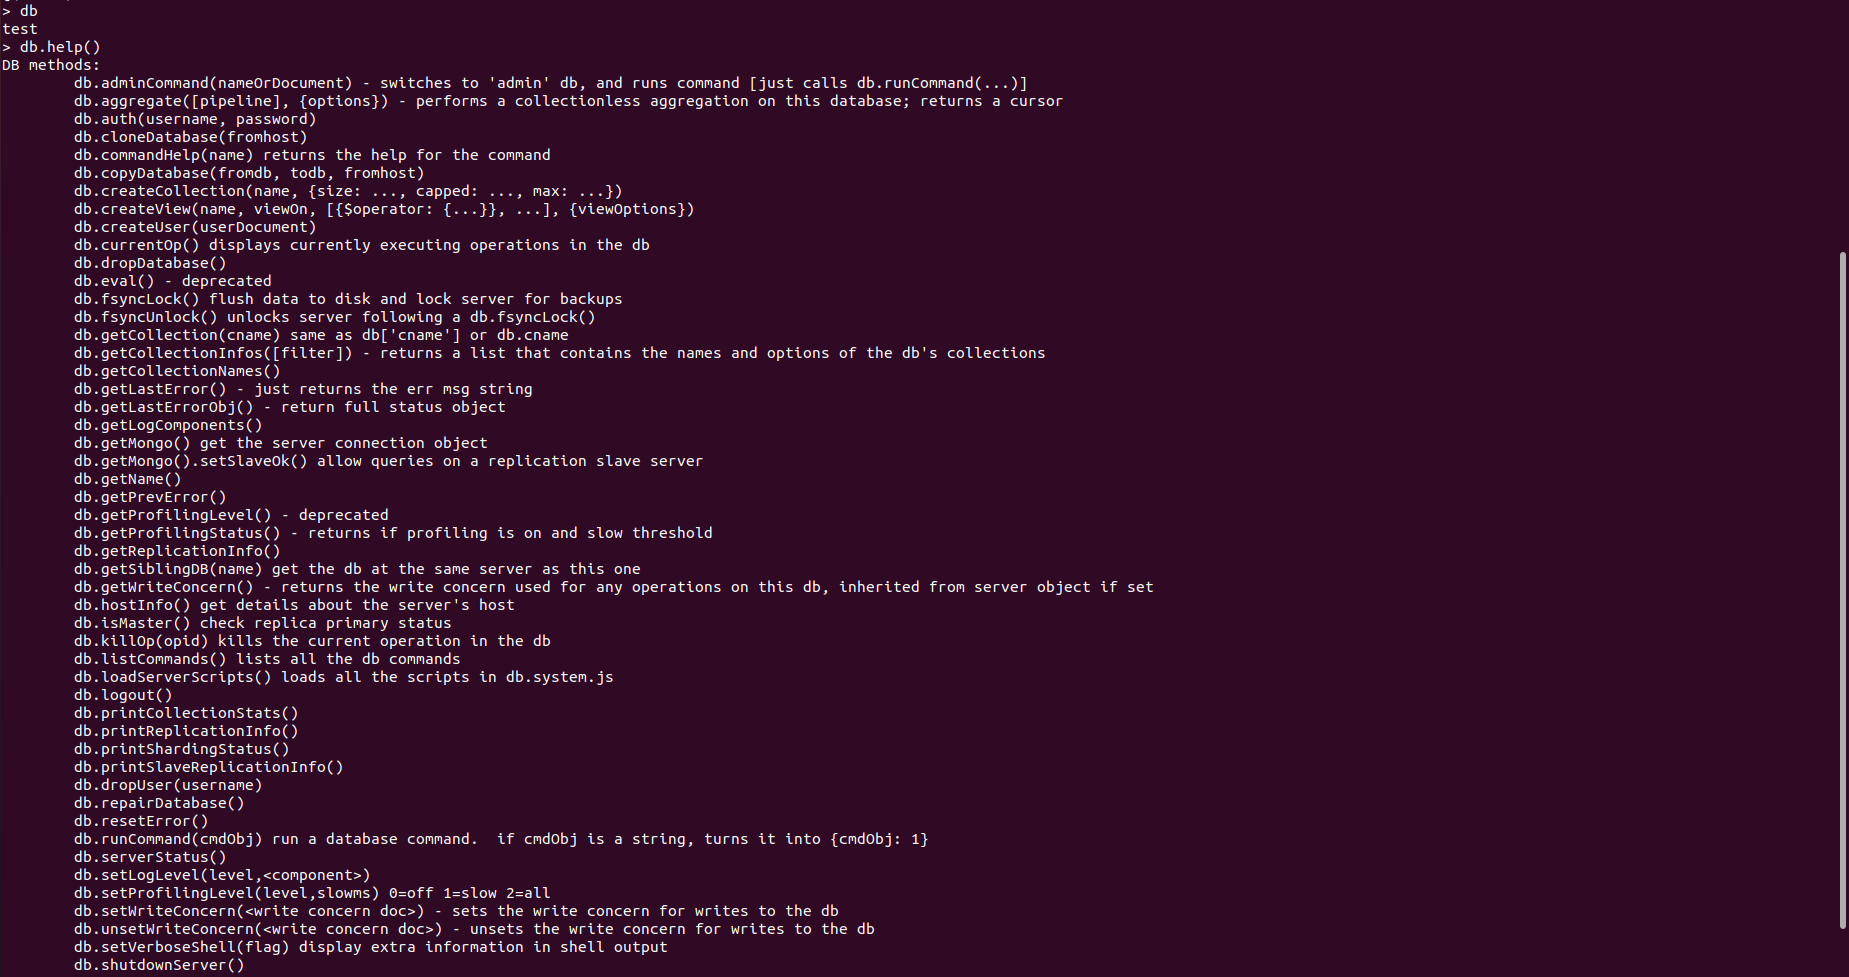 > db
test
> db.help()
DB methods:
db.adminCommand(nameOrDocument) - switches to 'admin' db, and runs command [just calls db.runCommand(...)]
db.aggregate([pipeline], {options}) - performs a collectionless aggregation on this database; returns a cursor
db.auth(username, password)
db.cloneDatabase(fromhost)
db.commandHelp(name) returns the help for the command
db.copyDatabase(fromdb, todb, fromhost)
db.createCollection(name, {size: ..., capped: ..., max: ...})
db.createView(name, viewOn, [{$operator: {...}}, ...], {viewOptions})
db.createUser(userDocument)
db.currentOp() displays currently executing operations in the db
db.dropDatabase()
db.eval() - deprecated
db.fsyncLock() flush data to disk and lock server for backups
db.fsyncUnlock() unlocks server following a db.fsyncLock()
db.getCollection(cname) same as db['cname'] or db.cname
db.getCollectionInfos([filter]) - returns a list that contains the names and options of the db's collections
db.getCollectionNames()
db.getLastError() - just returns the err msg string
db.getLastErrorObj() - return full status object
db.getLogComponents()
db.getMongo() get the server connection object
db.getMongo().setSlaveOk() allow queries on a replication slave server
db.getName()
db.getPrevError()
db.getProfilingLevel() - deprecated
db.getProfilingStatus() - returns if profiling is on and slow threshold
db.getReplicationInfo()
db.getSiblingDB(name) get the db at the same server as this one
db.getWriteConcern() - returns the write concern used for any operations on this db, inherited from server object if set
db.hostInfo() get details about the server's host
db.isMaster() check replica primary status
db.killOp(opid) kills the current operation in the db
db.listCommands() lists all the db commands
db.loadServerScripts() loads all the scripts in db.system.js
db.logout()
db.printCollectionStats()
db.printReplicationInfo()
db.printShardingStatus()
db.printSlaveReplicationInfo()
db.dropUser(username)
db.repairDatabase()
db.resetError()
db.runCommand(cmdObj) run a database command.  if cmdObj is a string, turns it into {cmdObj: 1}
db.serverStatus()
db.setLogLevel(level,<component>)
db.setProfilingLevel(level,slowms) 0=off 1=slow 2=all
db.setWriteConcern(<write concern doc>) - sets the write concern for writes to the db
db.unsetWriteConcern(<write concern doc>) - unsets the write concern for writes to the db
db.setVerboseShell(flag) display extra information in shell output
db.shutdownServer()